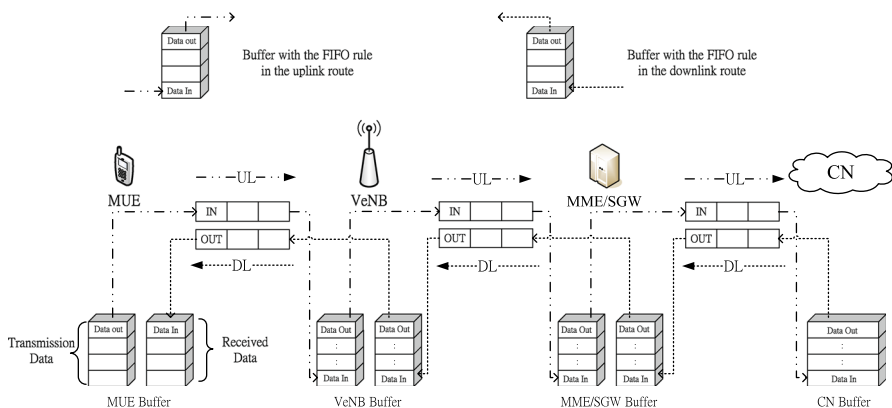 Data out
Data In
Buffer with the FIFO rule
in the uplink route
Data out
Data In
Buffer with the FIFO rule
in the downlink route
MUE
UL
VeNB
UL
MME/SGW
UL
CN
IN
OUT
DL
IN
OUT
DL
IN
OUT
DL
Transmission
Data
Data out
Data In
Received
Data
Data Out
:
:
Data In
Data Out
:
:
Data In
Data Out
:
:
Data In
Data Out
:
:
Data In
Data Out
:
:
Data In
MUE Buffer
VeNB Buffer
MME/SGW Buffer
CN Buffer